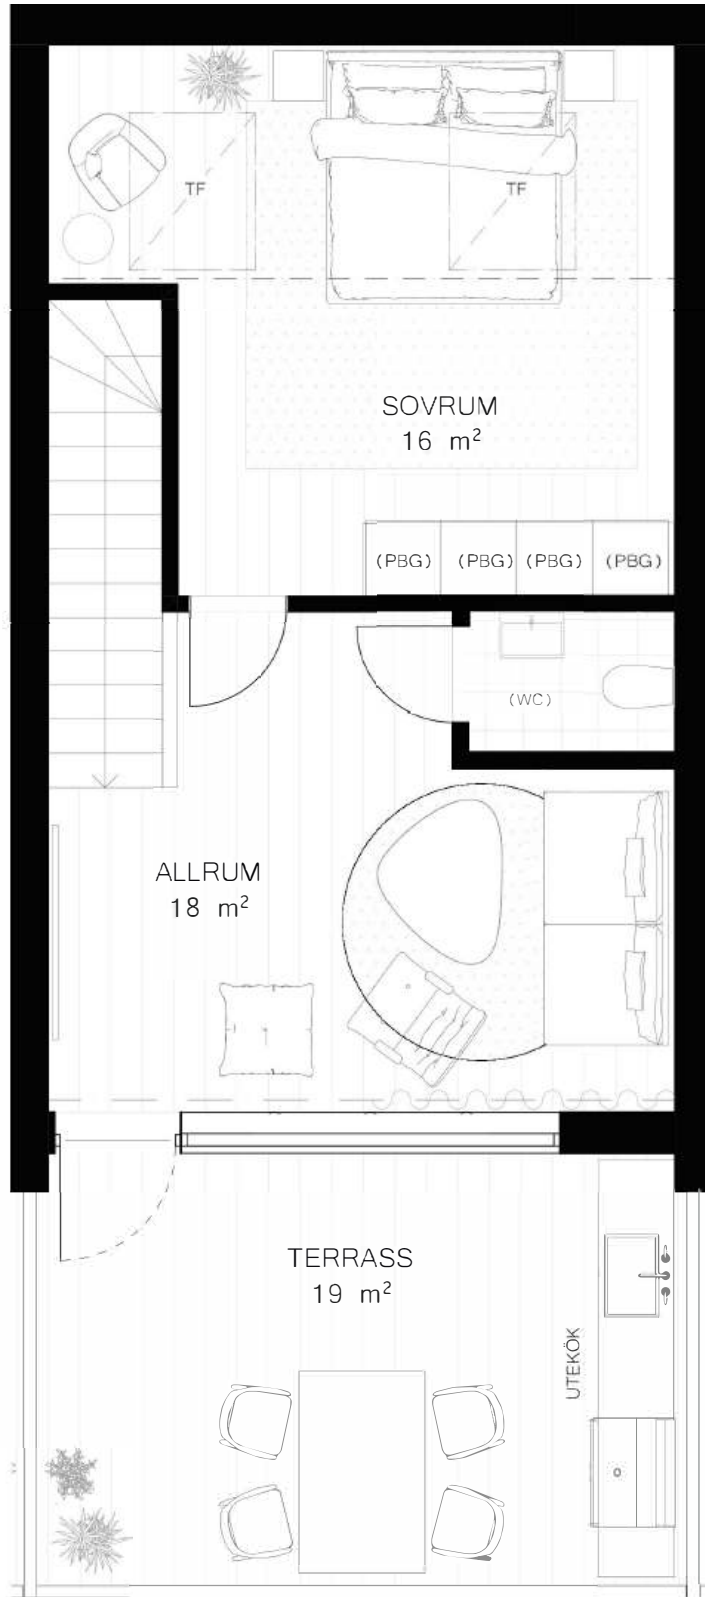 TF
TF
SOVRUM
16 m²
(PBG) (PBG) (PBG) (PBG)
(WC)
ALLRUM
18 m²
TERRASS
19 m²
UTEKÖK